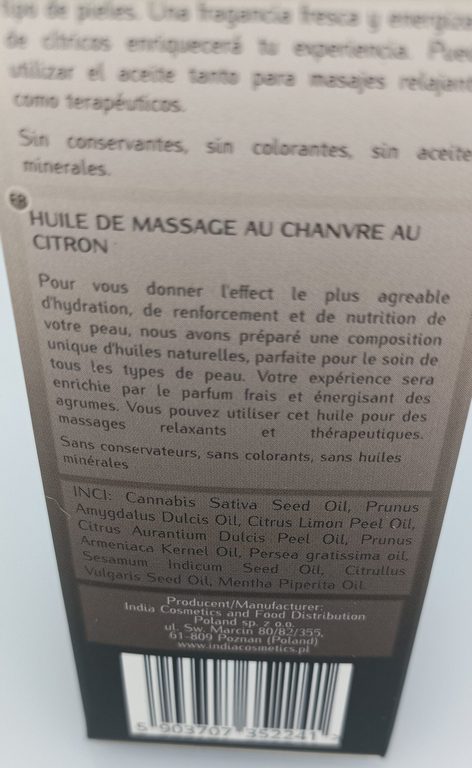 tipo de pieles. Una fragancia fresca y
de cítricos enriquecerá tu experiencia.
utilizar el aceite tanto para masajes
como terapéuticos.
Sin conservantes, sin colorantes, sin aceite
minerales.
HUILE DE MASSAGE AU CHANVRE AU
CITRON
Pour vous donner l'effect le plus agreable
d'hydration, de renforcement et de nutrition de
votre peau, nous avons préparé une composition
unique d'huiles naturelles, parfaite pour le soin de
tous les types de peau. Votre expérience sera
enrichie par le parfum frais et énergisant des
agrumes. Vous pouvez utiliser cet huile pour des
massages relaxants et thérapeutiques.
Sans conservateurs, sans colorants, sans huiles
minérales
INCI: Cannabis Sativa Seed Oil, Prunus
Amygdalus Dulcis Oil, Citrus Limon Peel Oil,
Citrus Aurantium Dulcis Peel Oil, Prunus
Armeniaca Kernel Oil, Persea gratissima oil,
Sesamum Indicum Seed Oil, Citrullus
Vulgaris Seed Oil, Mentha Piperita Oil
Producent/Manufacturer:
India Cosmetics and Food Distribution
Poland sp. z o.o.
ul. Sw. Marcin 80/82/355,
61-809 Poznan (Poland)
www.indiacosmetics.pl
5 903707 352241 >